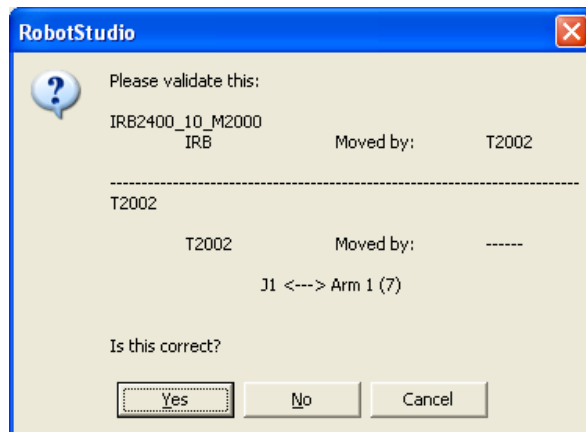 RobotStudio
Please validate this:
IRB2400_10_M2000
IRB Moved by: T2002
------------------------------------------------------------------------------
T2002
T2002 Moved by: ------
J1 <---> Arm 1 (7)
Is this correct?
Yes No Cancel